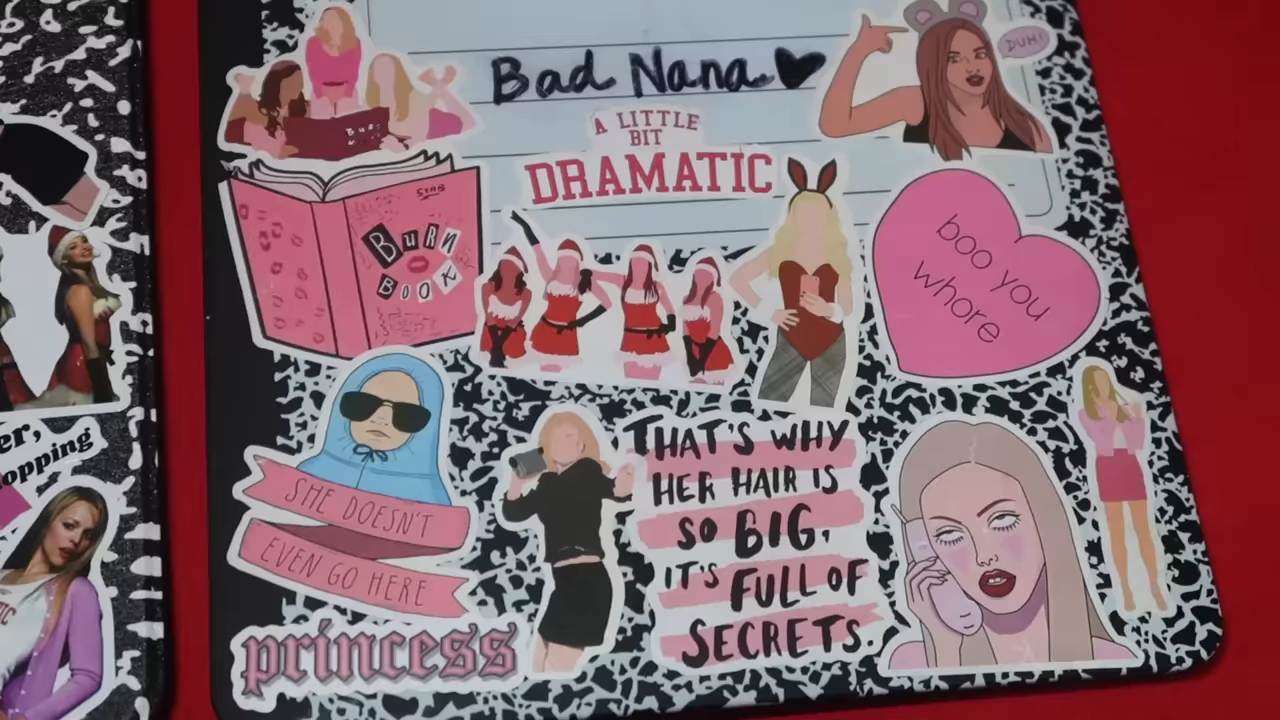 Bad Nana
DUH!
A LITTLE
BIT
DRAMATIC
BURN
BOOK
boo you
whore
er,
opping
SHE DOESN'T
EVEN GO HERE
THAT'S WHY
HER HAIR IS
SO BIG,
IT'S FULL OF
SECRETS.
princess